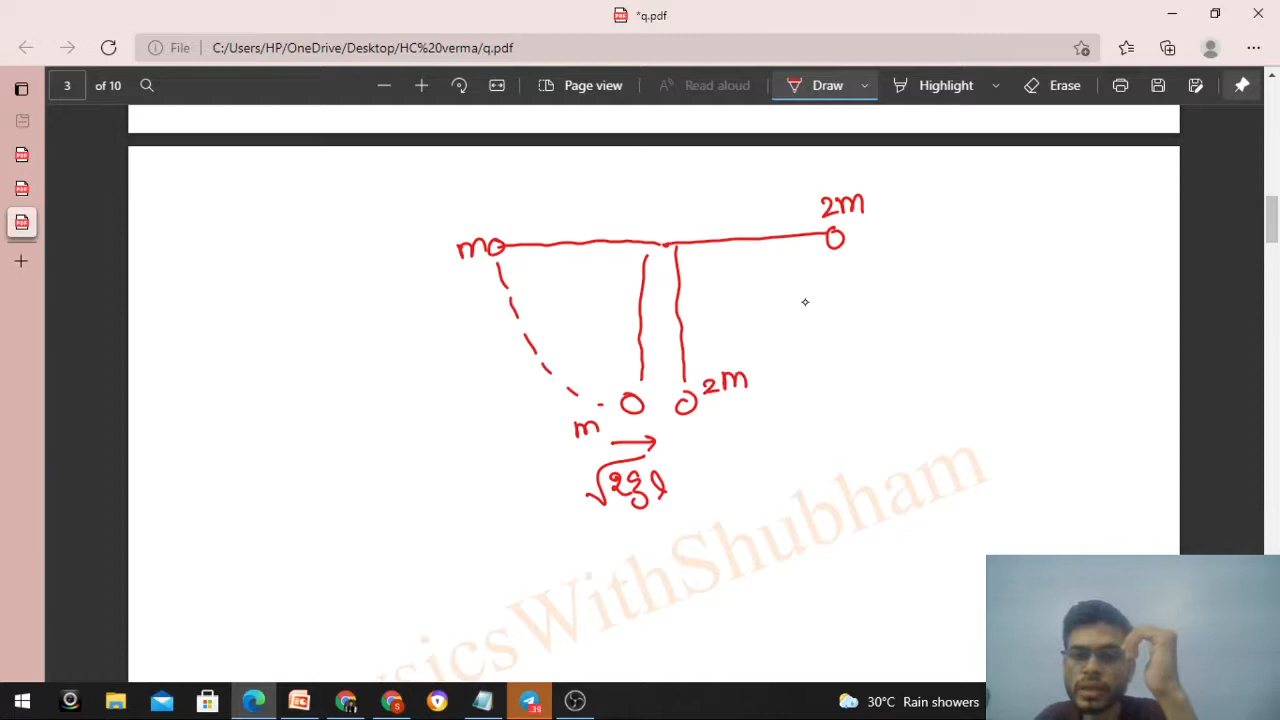 *q.pdf
File C:/Users/HP/OneDrive/Desktop/HC%20verma/q.pdf
3 of 10 Page view Read aloud Draw Highlight Erase
2m
m
2m
m
√2gl
PhysicsWithShubham
39
30°C Rain showers